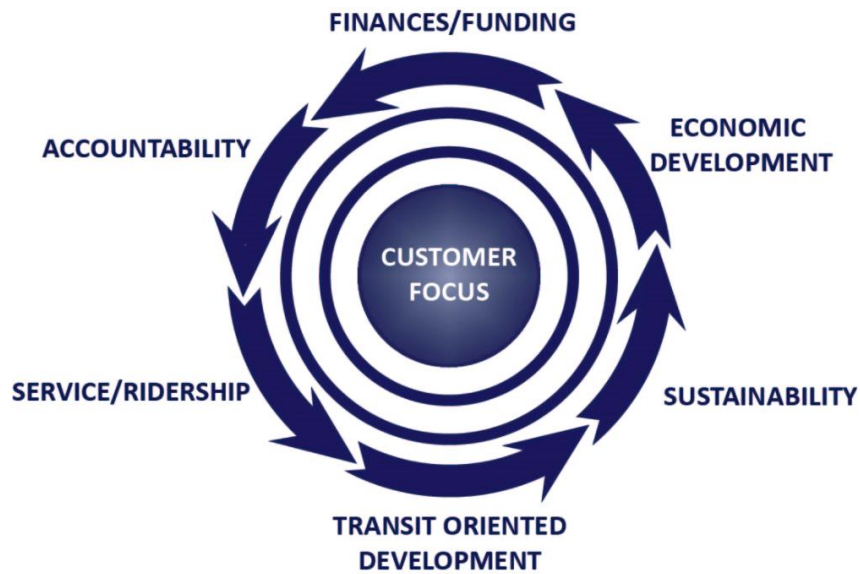 FINANCES/FUNDING
ECONOMIC
DEVELOPMENT
ACCOUNTABILITY
CUSTOMER
FOCUS
SERVICE/RIDERSHIP
SUSTAINABILITY
TRANSIT ORIENTED
DEVELOPMENT